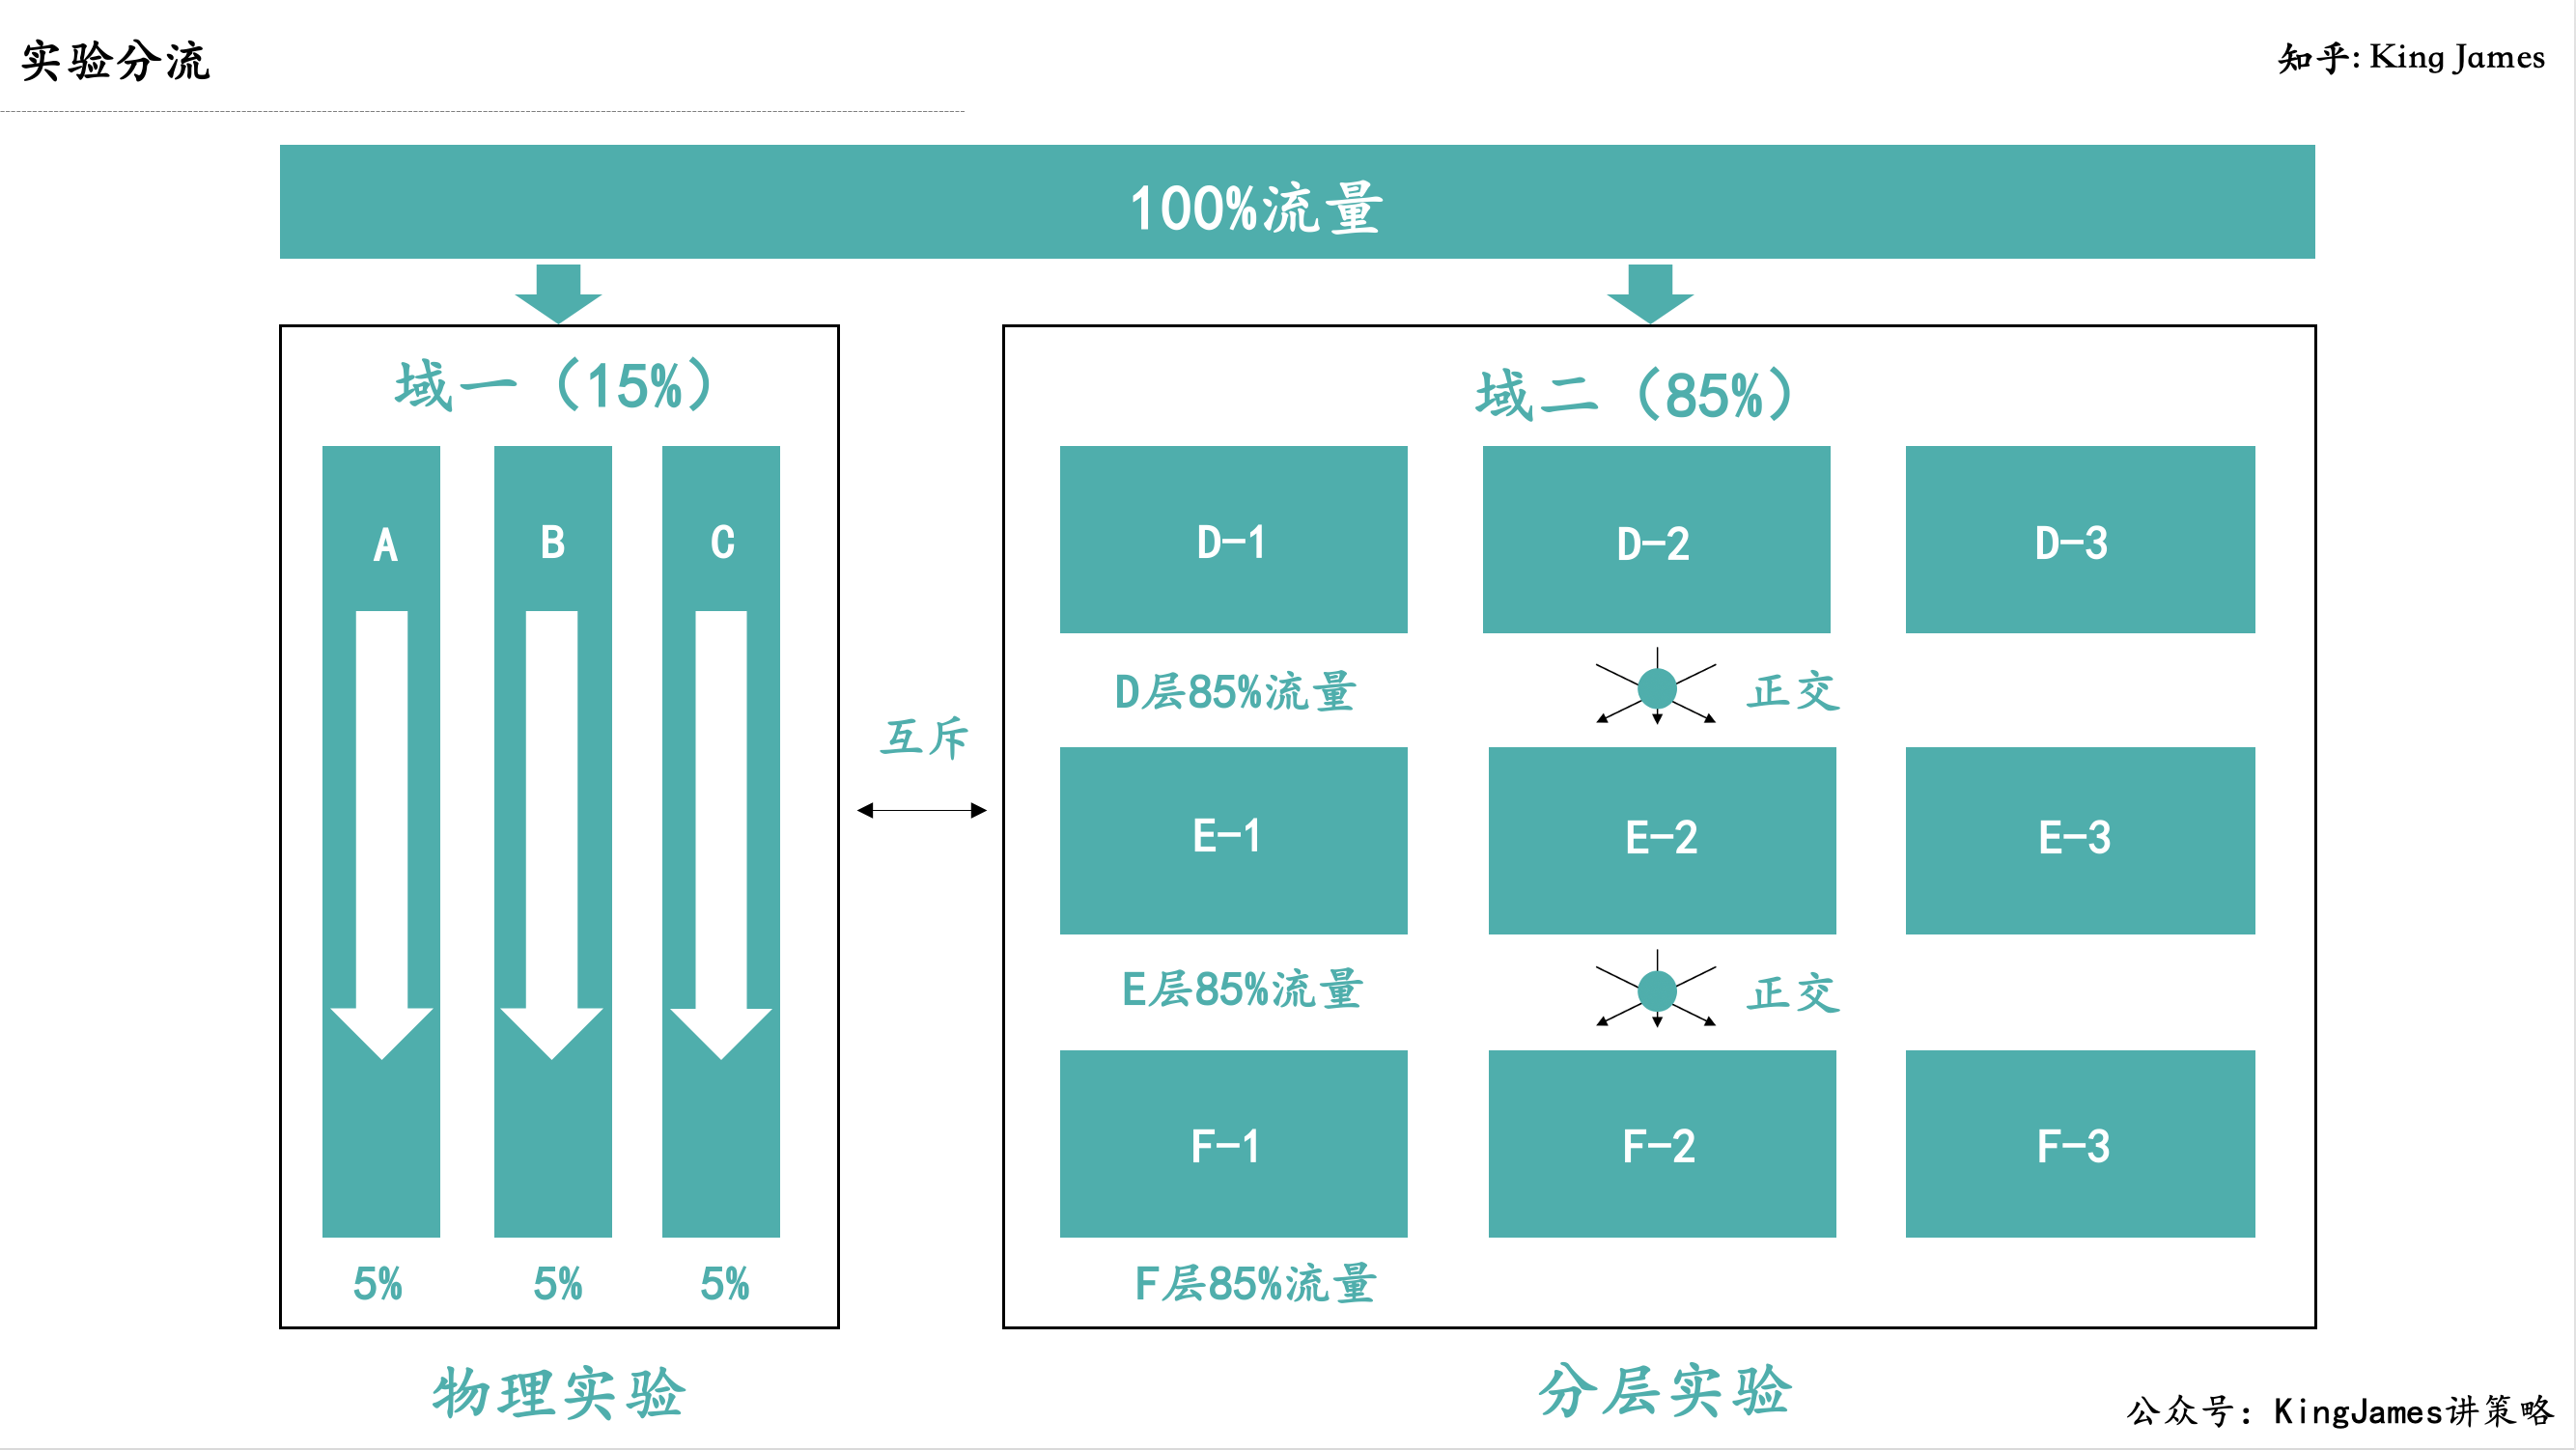 实验分流
知乎: King James
100%流量
域一（15%）
域二（85%）
A
B
C
5%
5%
5%
物理实验
互斥
D-1
D-2
D-3
D层85%流量
正交
E-1
E-2
E-3
E层85%流量
正交
F-1
F-2
F-3
F层85%流量
分层实验
公众号：KingJames讲策略